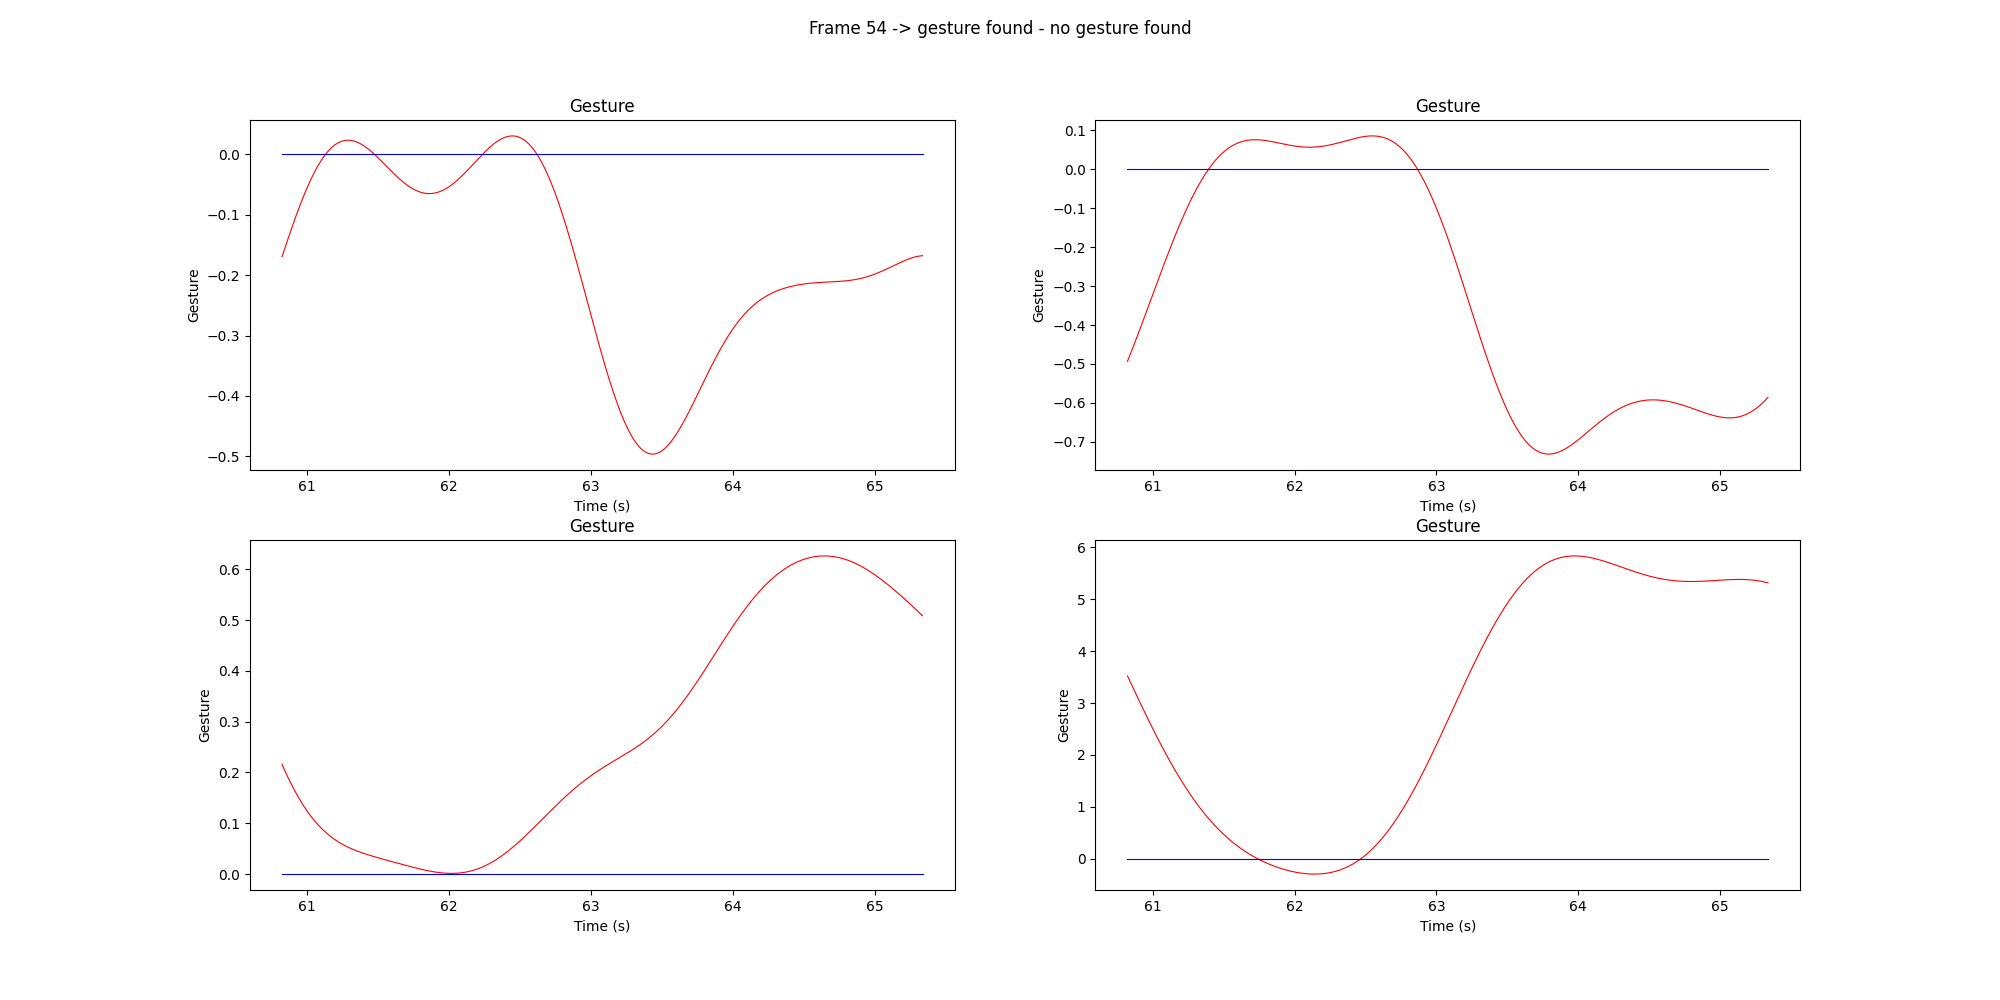 Frame 54 -> gesture found - no gesture found
Gesture
Gesture
0.0
−0.1
−0.2
−0.3
−0.4
−0.5
Gesture
61 62 63 64 65
Time (s)
Gesture
0.1
0.0
−0.1
−0.2
−0.3
−0.4
−0.5
−0.6
−0.7
Gesture
61 62 63 64 65
Time (s)
Gesture
0.6
0.5
0.4
0.3
0.2
0.1
0.0
Gesture
61 62 63 64 65
Time (s)
Gesture
6
5
4
3
2
1
0
61 62 63 64 65
Time (s)